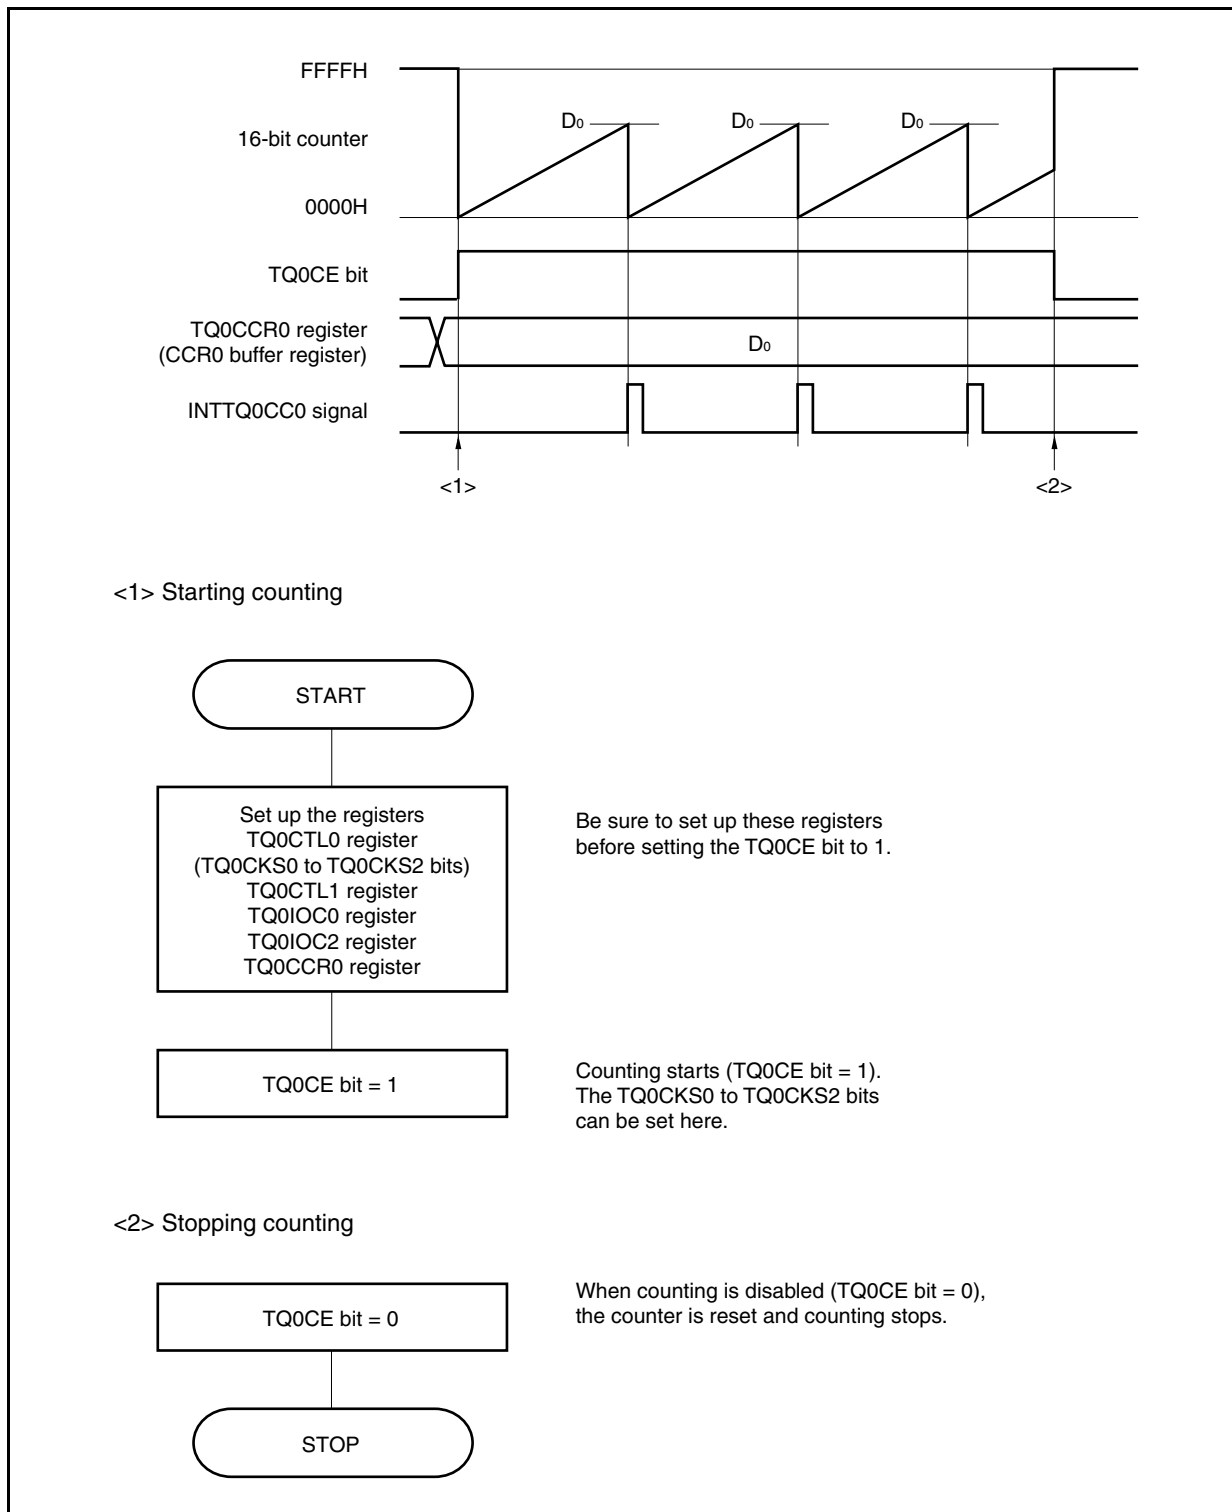 FFFFH
D0 D0 D0
16-bit counter
0000H
TQ0CE bit
TQ0CCR0 register
(CCR0 buffer register)
D0
INTTQ0CC0 signal
<1> <2>
<1> Starting counting
START
Set up the registers
TQ0CTL0 register
(TQ0CKS0 to TQ0CKS2 bits)
TQ0CTL1 register
TQ0IOC0 register
TQ0IOC2 register
TQ0CCR0 register
Be sure to set up these registers
before setting the TQ0CE bit to 1.
TQ0CE bit = 1
Counting starts (TQ0CE bit = 1).
The TQ0CKS0 to TQ0CKS2 bits
can be set here.
<2> Stopping counting
TQ0CE bit = 0
When counting is disabled (TQ0CE bit = 0),
the counter is reset and counting stops.
STOP